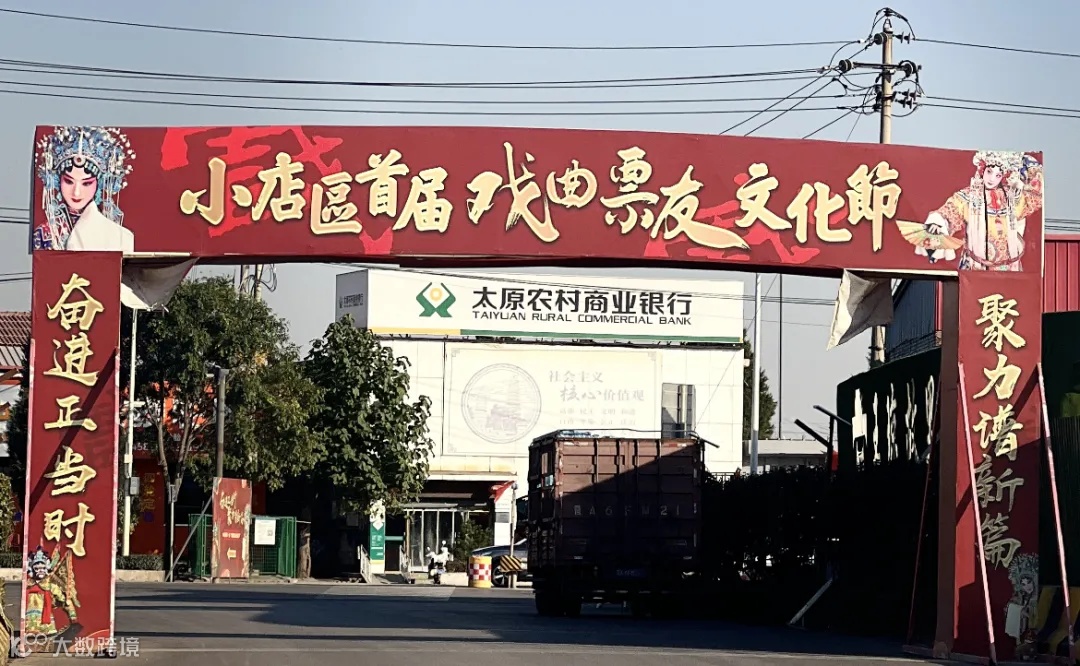 小店區首届戏曲票友文化節
奋进正当时
聚力谱新篇
太原农村商业银行
TAIYUAN RURAL COMMERCIAL BANK
社会主义
核心价值观
大数跨境